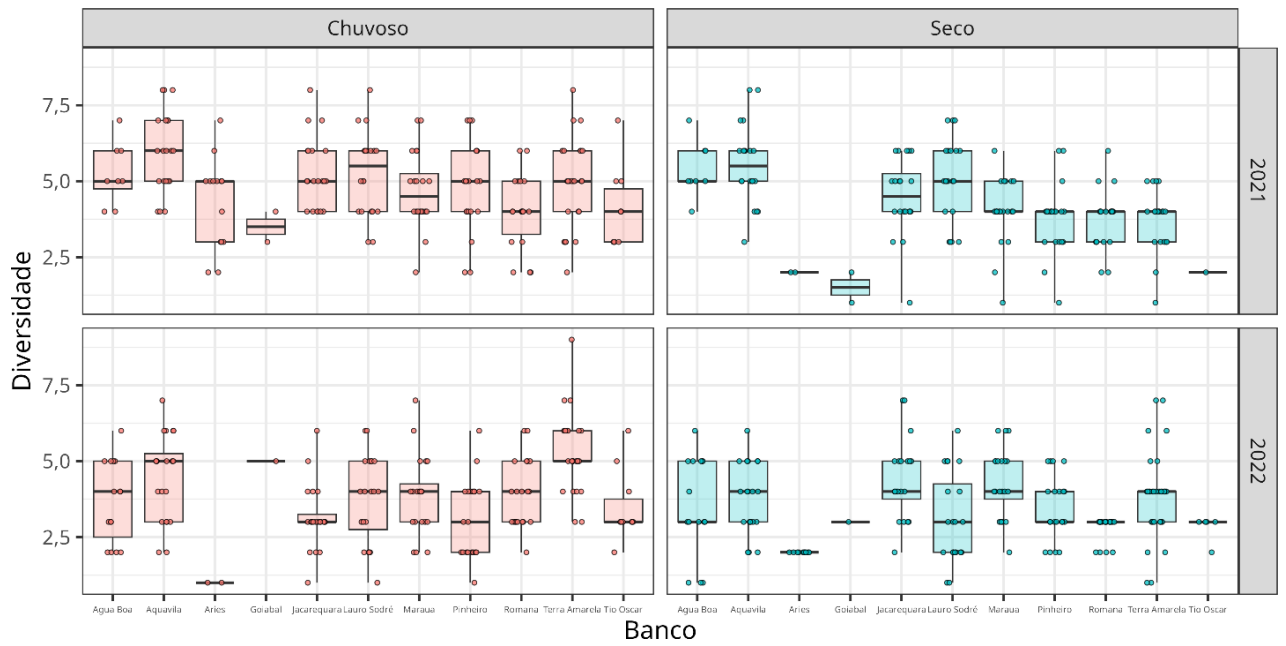 Chuvoso
Seco
Diversidade
7,5
5,0
2,5
2021
7,5
5,0
2,5
2022
Agua Boa Aquavila Aries Goiabal Jacarequara Lauro Sodré Maraua Pinheiro Romana Terra Amarela Tio Oscar
Agua Boa Aquavila Aries Goiabal Jacarequara Lauro Sodré Maraua Pinheiro Romana Terra Amarela Tio Oscar
Banco